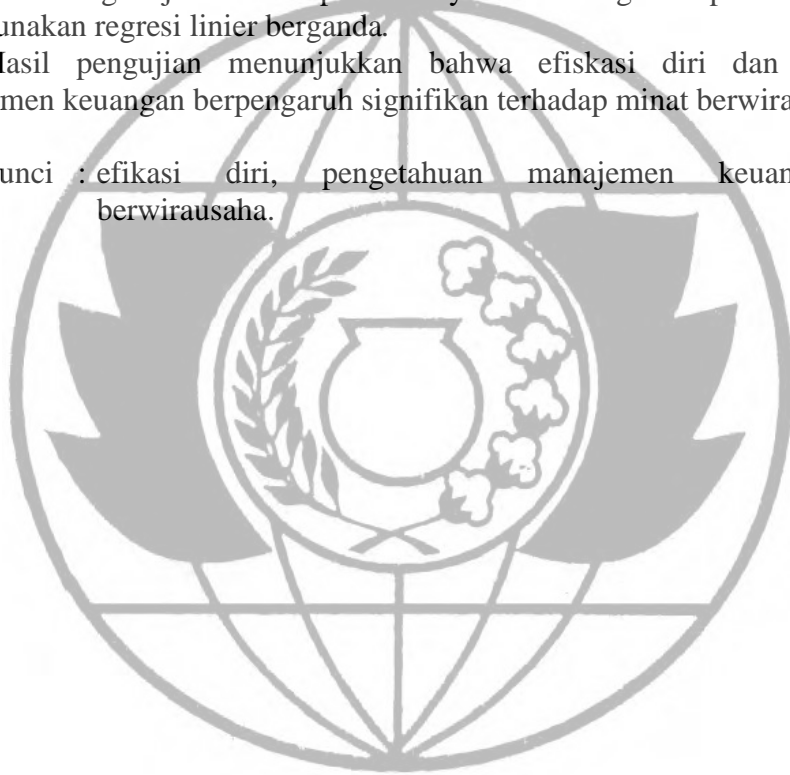 unakan regresi linier berganda.
asil pengujian menunjukkan bahwa efiskasi diri dan
men keuangan berpengaruh signifikan terhadap minat berwira
unci : efikasi diri, pengetahuan manajemen keuan
berwirausaha.